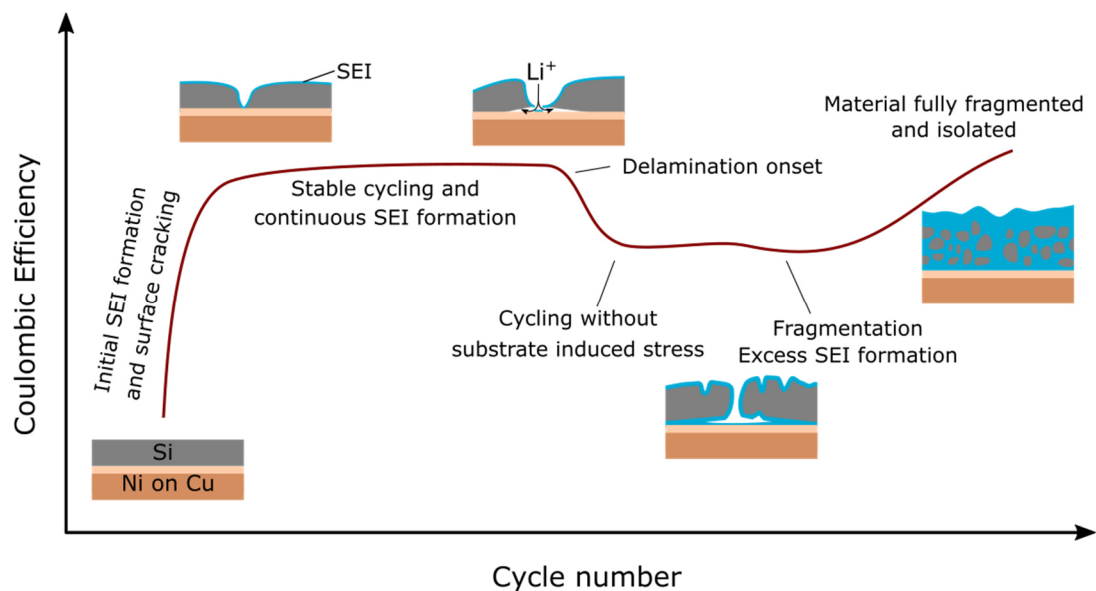 Coulombic Efficiency
Initial SEI formation
and surface cracking
Si
Ni on Cu
SEI
Stable cycling and
continuous SEI formation
Li⁺
Delamination onset
Cycling without
substrate induced stress
Fragmentation
Excess SEI formation
Material fully fragmented
and isolated
Cycle number